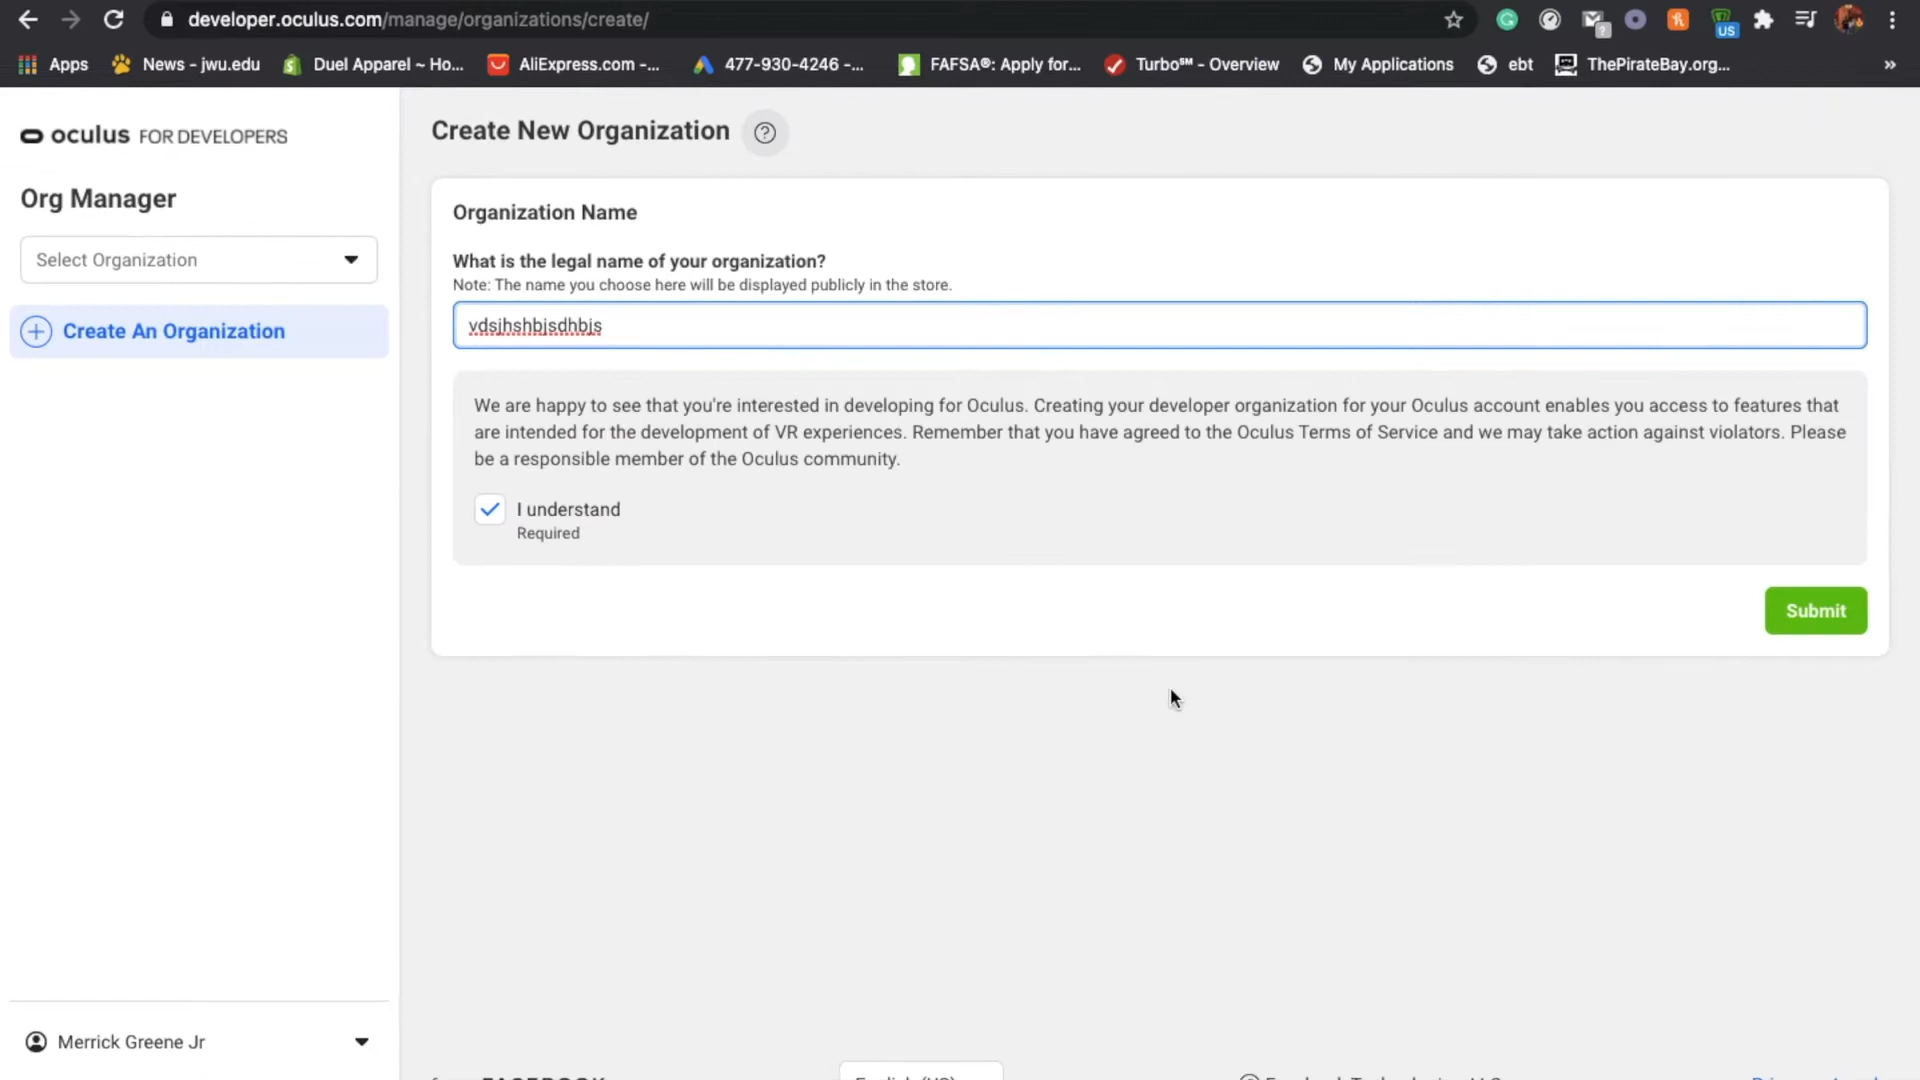 developer.oculus.com/manage/organizations/create/
?
US
Apps
News - jwu.edu
Duel Apparel ~ Ho...
AliExpress.com -...
477-930-4246 -...
FAFSA®: Apply for...
Turbo℠ - Overview
My Applications
ebt
ThePirateBay.org...
»
oculus FOR DEVELOPERS
Org Manager
Select Organization
Create An Organization
Merrick Greene Jr
Create New Organization ?
Organization Name
What is the legal name of your organization?
Note: The name you choose here will be displayed publicly in the store.
vdsjhshbjsdhbjs
We are happy to see that you're interested in developing for Oculus. Creating your developer organization for your Oculus account enables you access to features that
are intended for the development of VR experiences. Remember that you have agreed to the Oculus Terms of Service and we may take action against violators. Please
be a responsible member of the Oculus community.
I understand
Required
Submit
FACEBOOK
English (US)